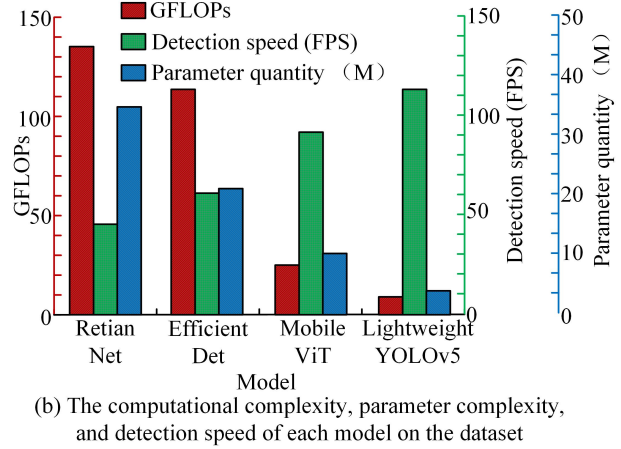 GFLOPs
Detection speed (FPS)
Parameter quantity （M）
150
100
50
0
GFLOPs
150
100
50
0
Detection speed (FPS)
50
40
30
20
10
0
Parameter quantity （M）
Retian Net
Efficient Det
Mobile ViT
Lightweight YOLOv5
Model
(b) The computational complexity, parameter complexity,
and detection speed of each model on the dataset